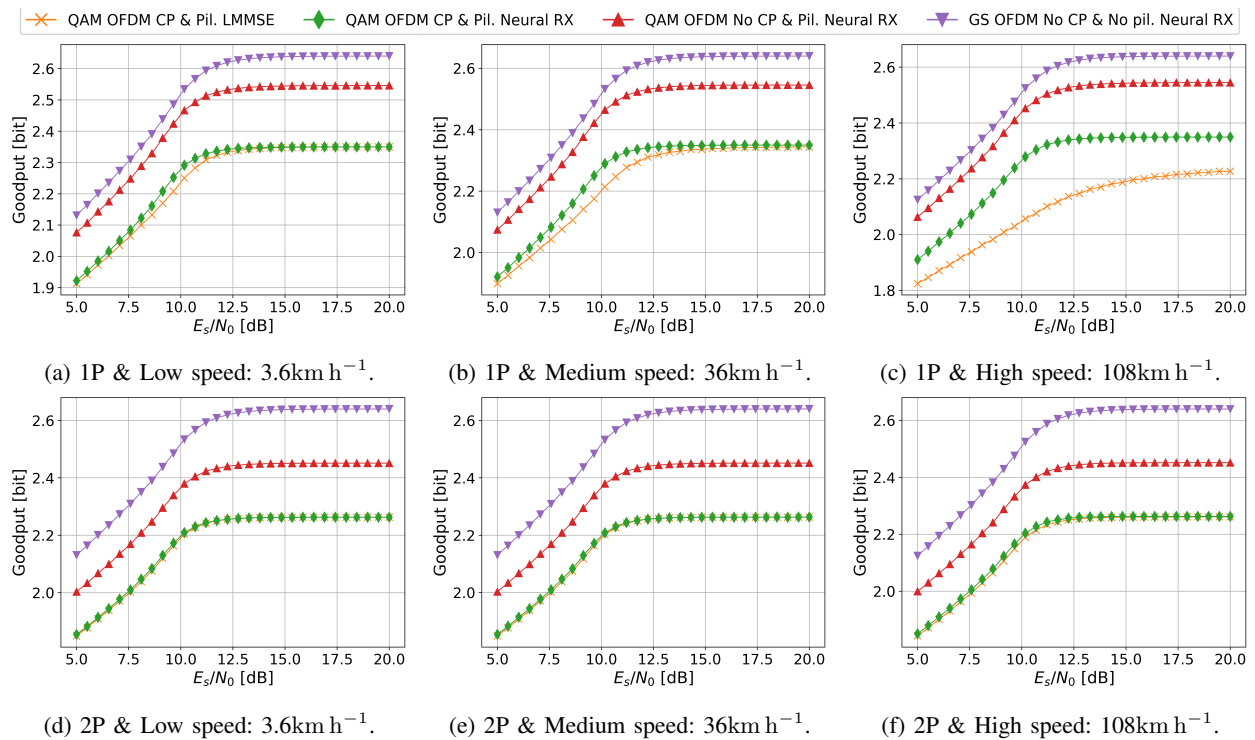 QAM OFDM CP & Pil. LMMSE QAM OFDM CP & Pil. Neural RX QAM OFDM No CP & Pil. Neural RX GS OFDM No CP & No pil. Neural RX
Goodput [bit]
2.6
2.5
2.4
2.3
2.2
2.1
2.0
1.9
5.0 7.5 10.0 12.5 15.0 17.5 20.0
E_s/N_0 [dB]
(a) 1P & Low speed: 3.6km h⁻¹.
Goodput [bit]
2.6
2.4
2.2
2.0
5.0 7.5 10.0 12.5 15.0 17.5 20.0
E_s/N_0 [dB]
(b) 1P & Medium speed: 36km h⁻¹.
Goodput [bit]
2.6
2.4
2.2
2.0
1.8
5.0 7.5 10.0 12.5 15.0 17.5 20.0
E_s/N_0 [dB]
(c) 1P & High speed: 108km h⁻¹.
Goodput [bit]
2.6
2.4
2.2
2.0
5.0 7.5 10.0 12.5 15.0 17.5 20.0
E_s/N_0 [dB]
(d) 2P & Low speed: 3.6km h⁻¹.
Goodput [bit]
2.6
2.4
2.2
2.0
5.0 7.5 10.0 12.5 15.0 17.5 20.0
E_s/N_0 [dB]
(e) 2P & Medium speed: 36km h⁻¹.
Goodput [bit]
2.6
2.4
2.2
2.0
5.0 7.5 10.0 12.5 15.0 17.5 20.0
E_s/N_0 [dB]
(f) 2P & High speed: 108km h⁻¹.